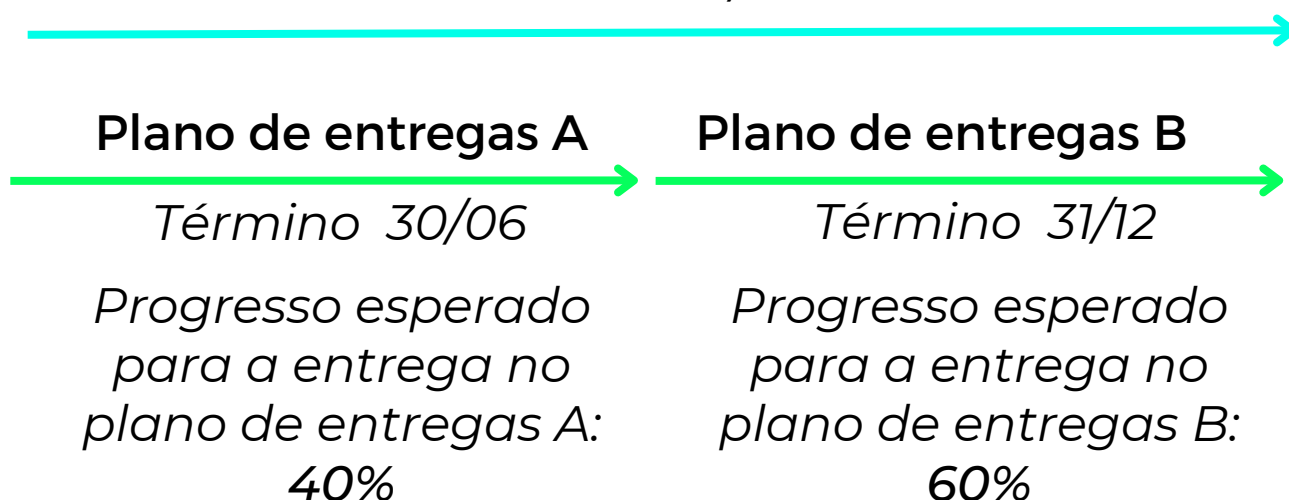 Plano de entregas A
Plano de entregas B
Término 30/06
Término 31/12
Progresso esperado
para a entrega no
plano de entregas A:
40%
Progresso esperado
para a entrega no
plano de entregas B:
60%